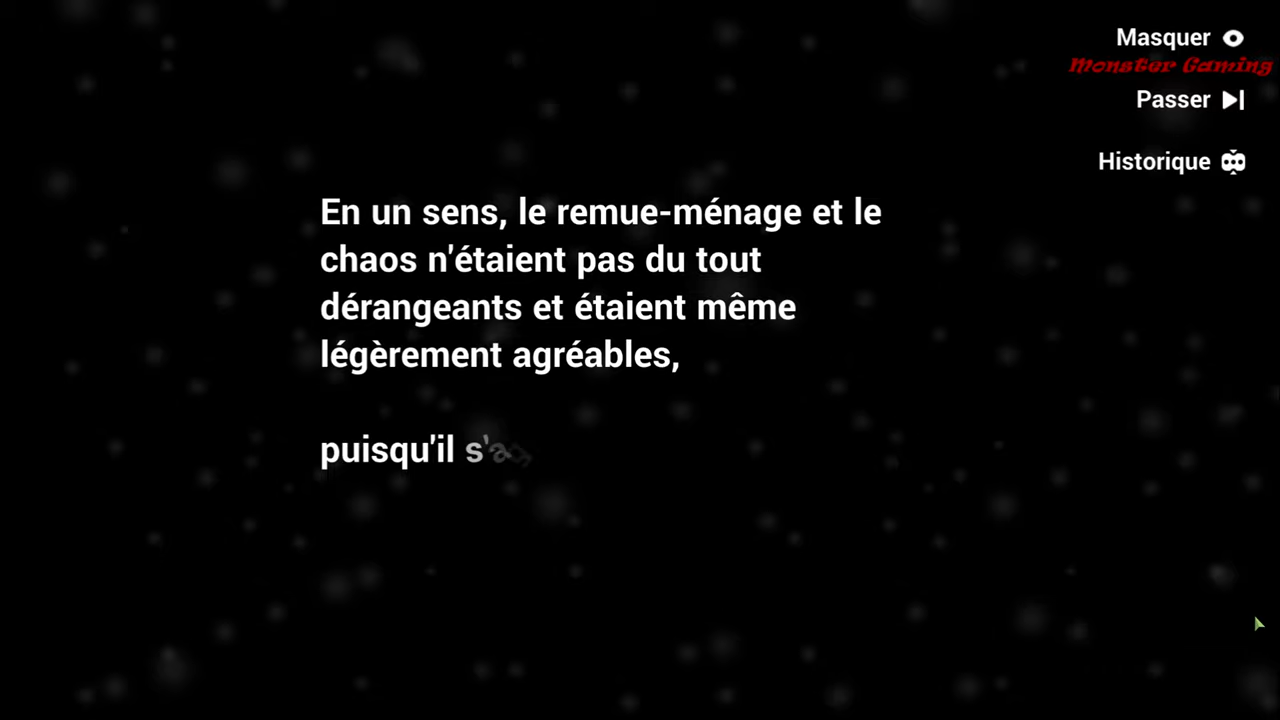 Masquer
Monster Gaming
Passer
Historique
En un sens, le remue-ménage et le
chaos n'étaient pas du tout
dérangeants et étaient même
légèrement agréables,
puisqu'il